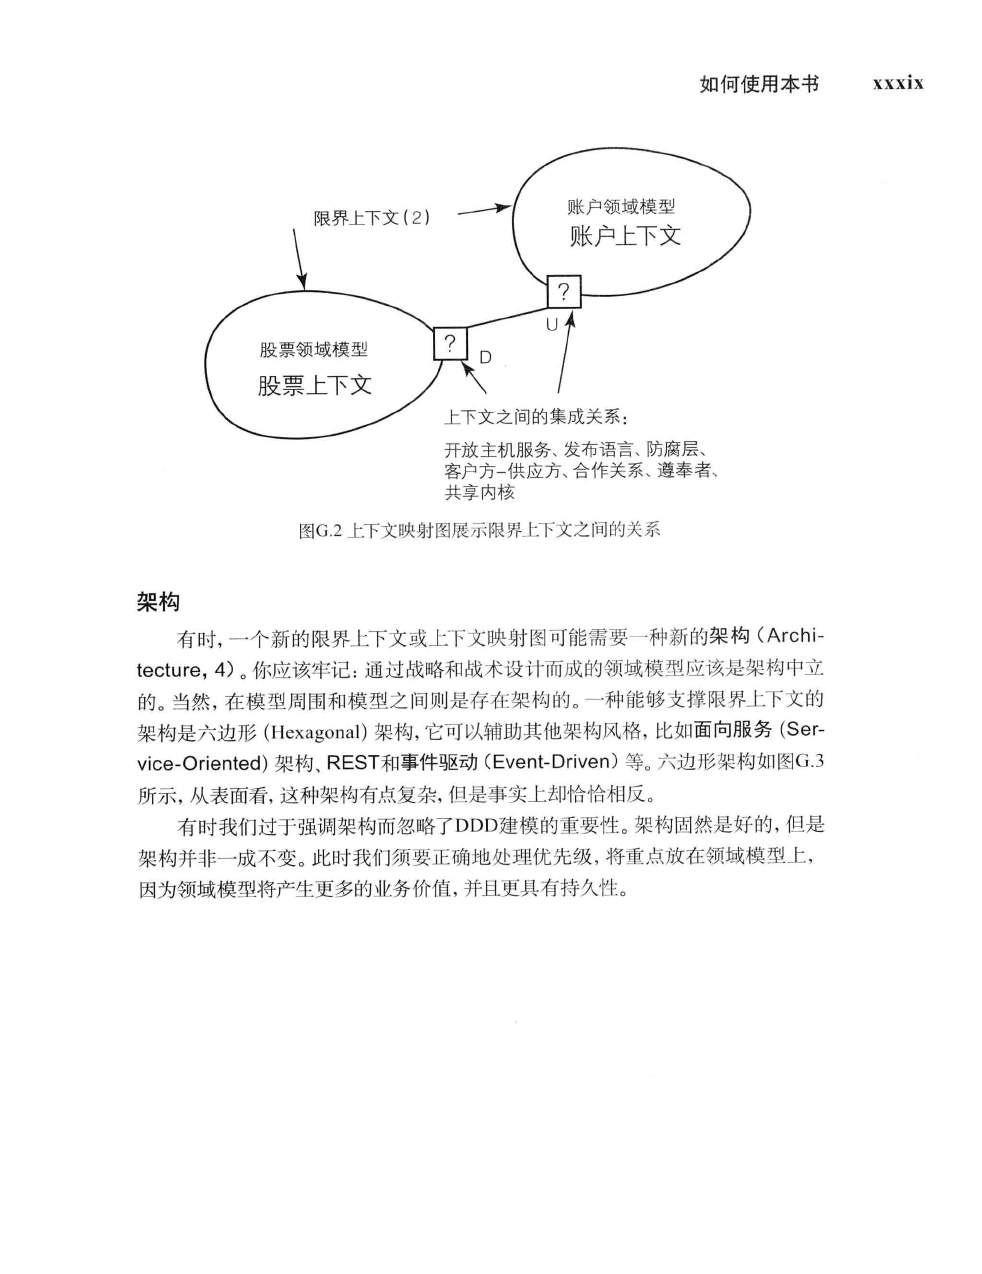 如何使用本书 xxxix
限界上下文(2)
账户领域模型
账户上下文
?
U
股票领域模型
股票上下文
?
D
上下文之间的集成关系：
开放主机服务、发布语言、防腐层、
客户方-供应方、合作关系、遵奉者、
共享内核
图G.2 上下文映射图展示限界上下文之间的关系
架构
有时，一个新的限界上下文或上下文映射图可能需要一种新的架构（Archi-
tecture，4）。你应该牢记：通过战略和战术设计而成的领域模型应该是架构中立
的。当然，在模型周围和模型之间则是存在架构的。一种能够支撑限界上下文的
架构是六边形 (Hexagonal) 架构，它可以辅助其他架构风格，比如面向服务 (Ser-
vice-Oriented) 架构、REST和事件驱动（Event-Driven）等。六边形架构如图G.3
所示，从表面看，这种架构有点复杂，但是事实上却恰恰相反。
有时我们过于强调架构而忽略了DDD建模的重要性。架构固然是好的，但是
架构并非一成不变。此时我们须要正确地处理优先级，将重点放在领域模型上，
因为领域模型将产生更多的业务价值，并且更具有持久性。